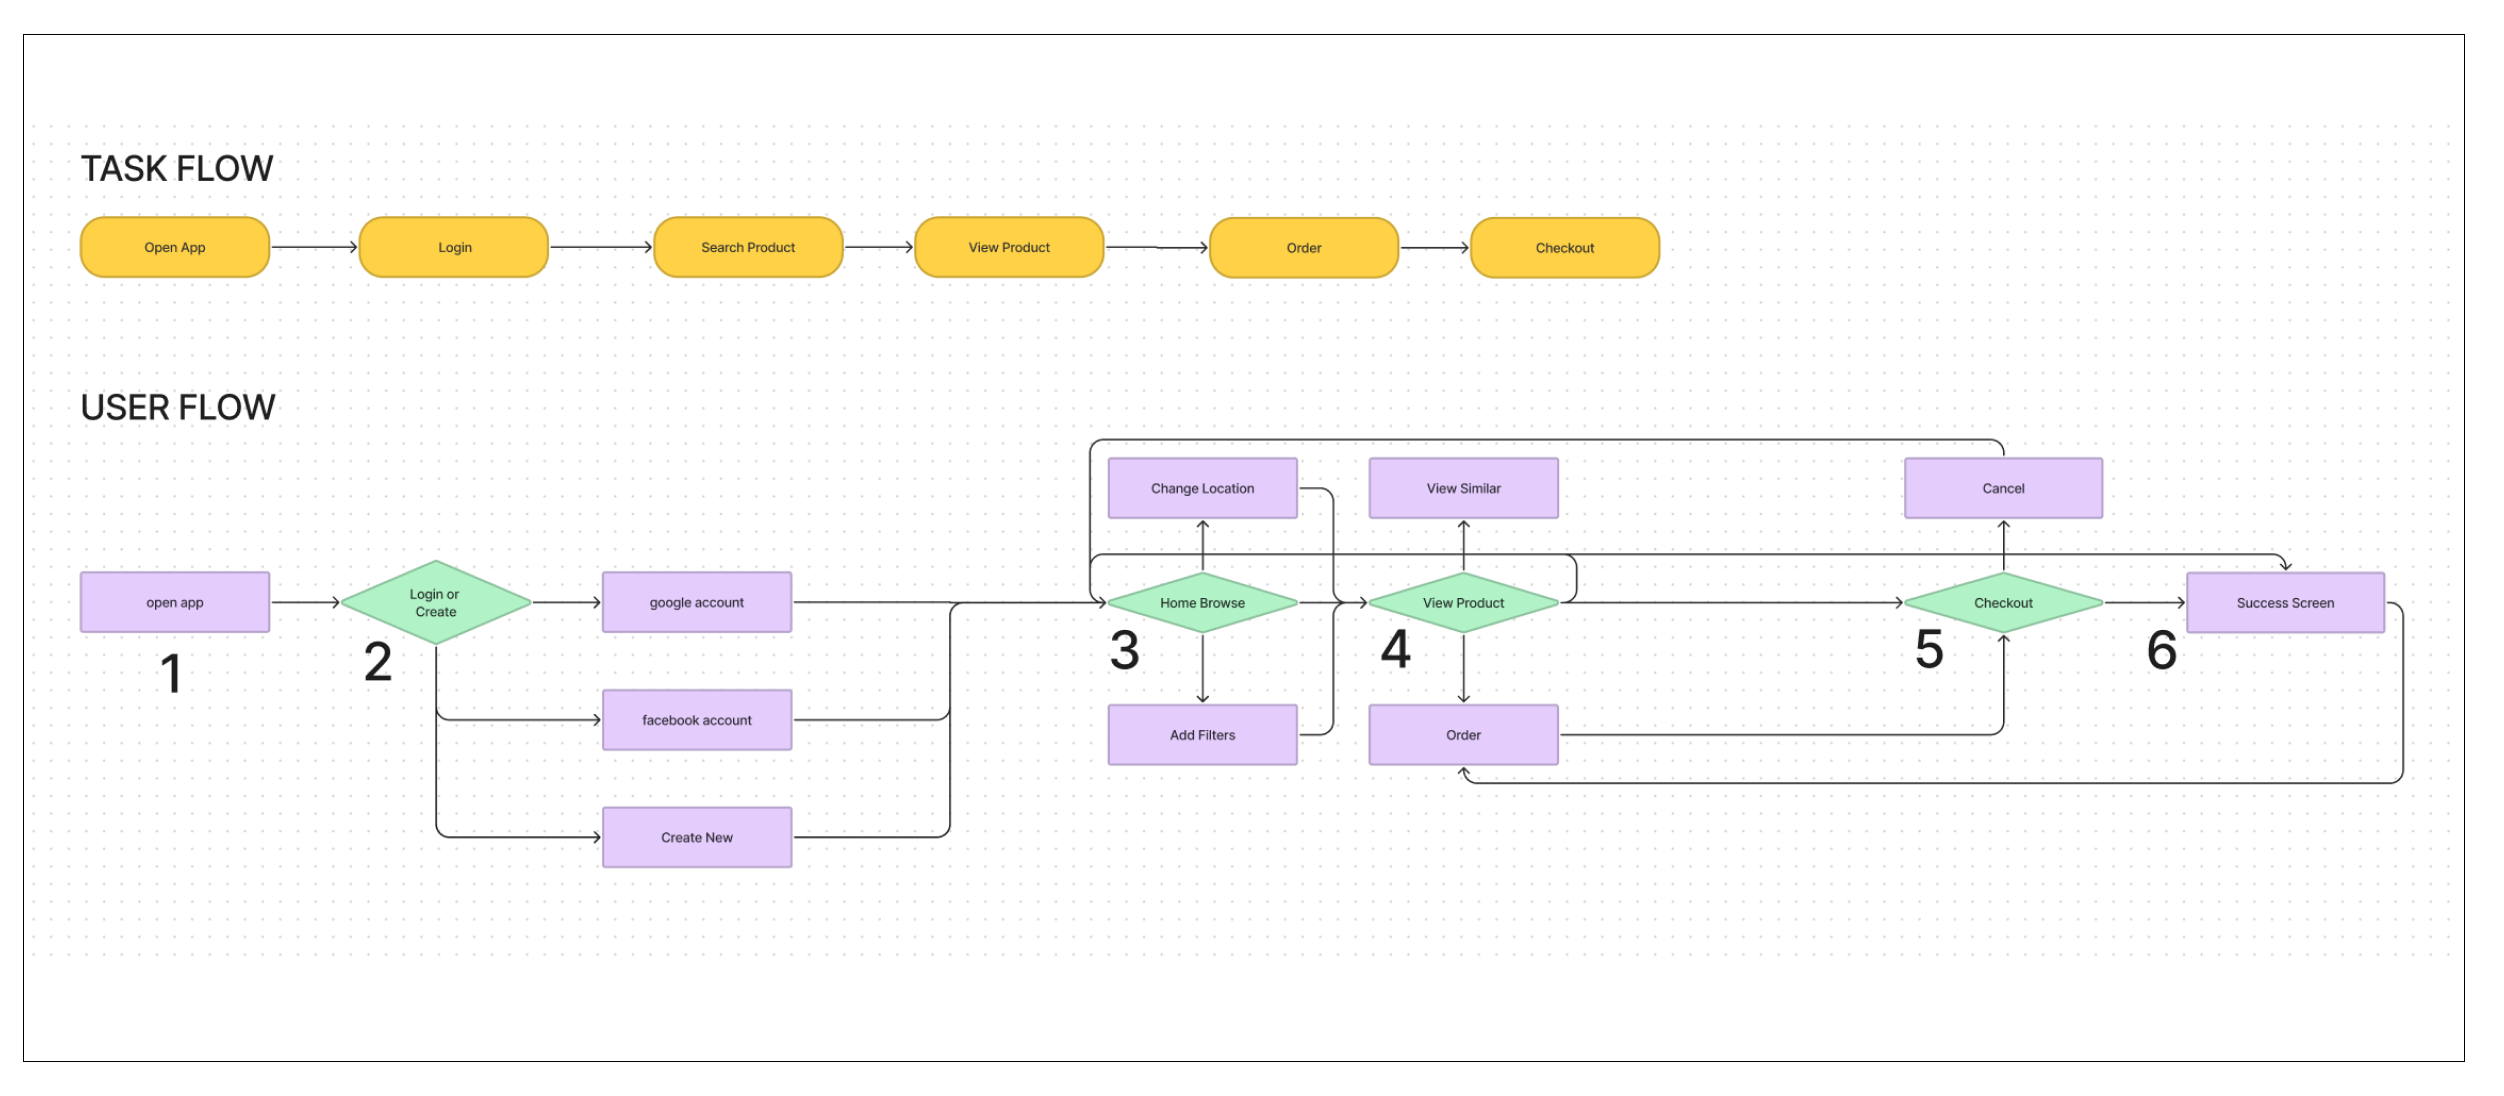 TASK FLOW
Open App
Login
Search Product
View Product
Order
Checkout
USER FLOW
open app
1
Login or
Create
2
google account
facebook account
Create New
Change Location
Home Browse
3
Add Filters
View Similar
View Product
4
Order
Cancel
Checkout
5
Success Screen
6